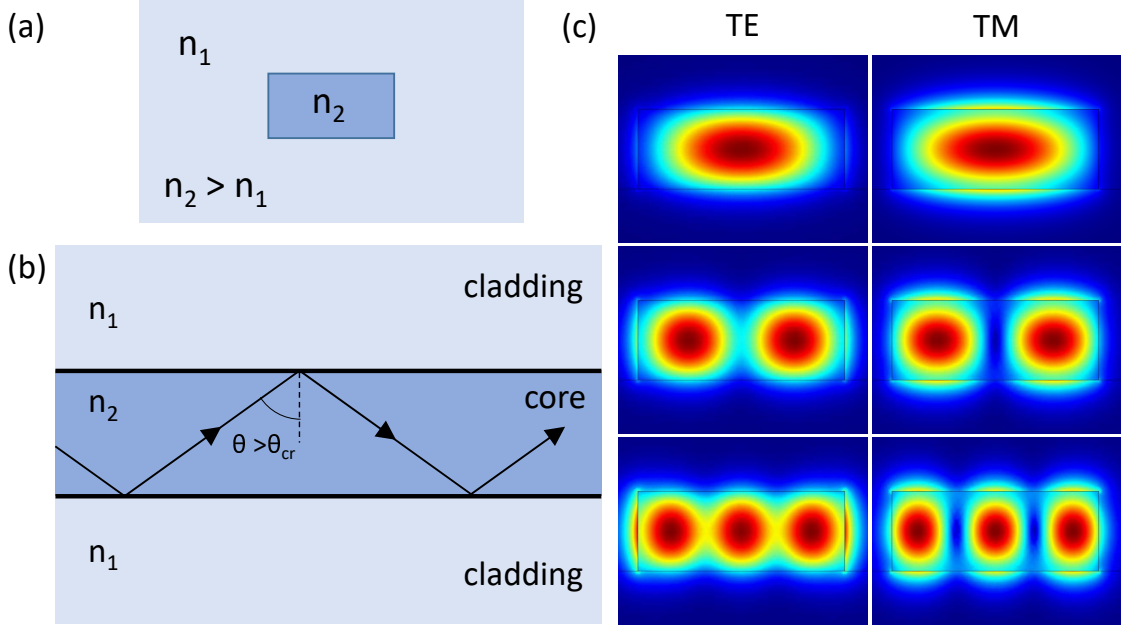 (a)
n₁
n₂
n₂ > n₁
(b)
cladding
n₁
n₂
core
θ >θcr
n₁
cladding
(c)
TE
TM